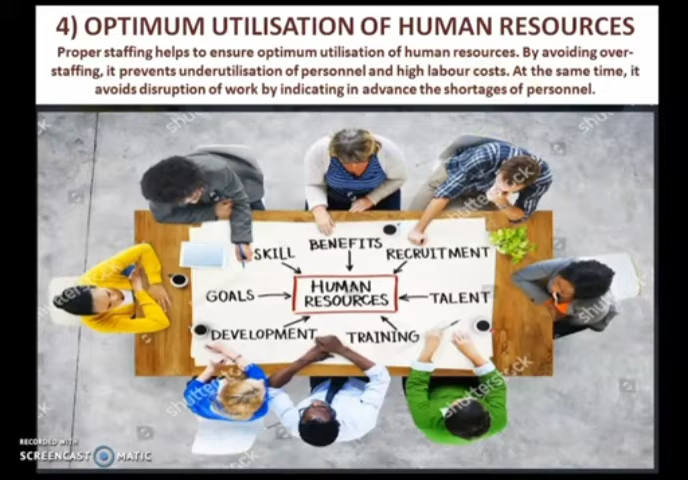 4) OPTIMUM UTILISATION OF HUMAN RESOURCES
Proper staffing helps to ensure optimum utilisation of human resources. By avoiding over-
staffing, it prevents underutilisation of personnel and high labour costs. At the same time, it
avoids disruption of work by indicating in advance the shortages of personnel.
SKILL
BENEFITS
RECRUITMENT
GOALS
HUMAN
RESOURCES
TALENT
DEVELOPMENT
TRAINING
shutterstock
shutterstock
shutterstock
RECORDED WITH
SCREENCAST MATIC